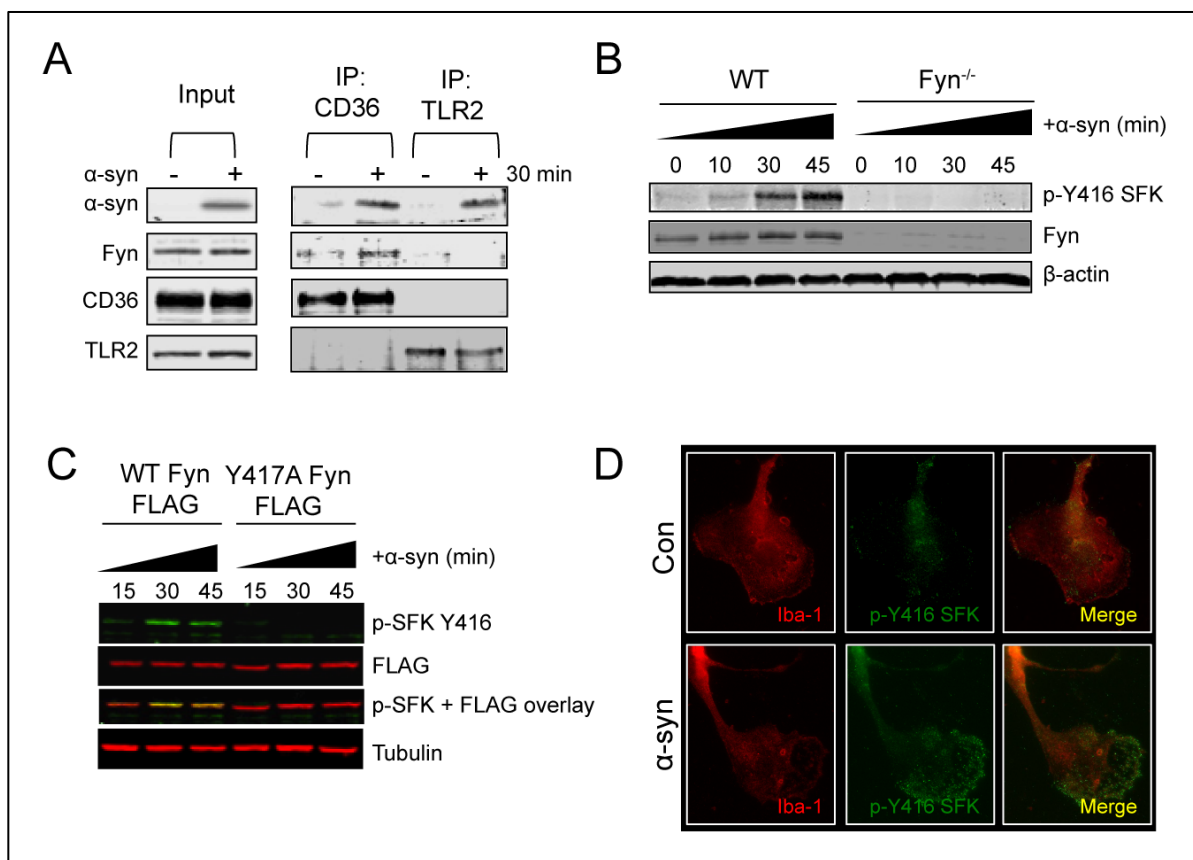 A
Input
IP:
CD36
IP:
TLR2
α-syn - + - + - + 30 min
α-syn
Fyn
CD36
TLR2
B
WT Fyn-/-
+α-syn (min)
0 10 30 45 0 10 30 45
p-Y416 SFK
Fyn
β-actin
C
WT Fyn
FLAG
Y417A Fyn
FLAG
+α-syn (min)
15 30 45 15 30 45
p-SFK Y416
FLAG
p-SFK + FLAG overlay
Tubulin
D
Con
Iba-1 p-Y416 SFK Merge
α-syn
Iba-1 p-Y416 SFK Merge